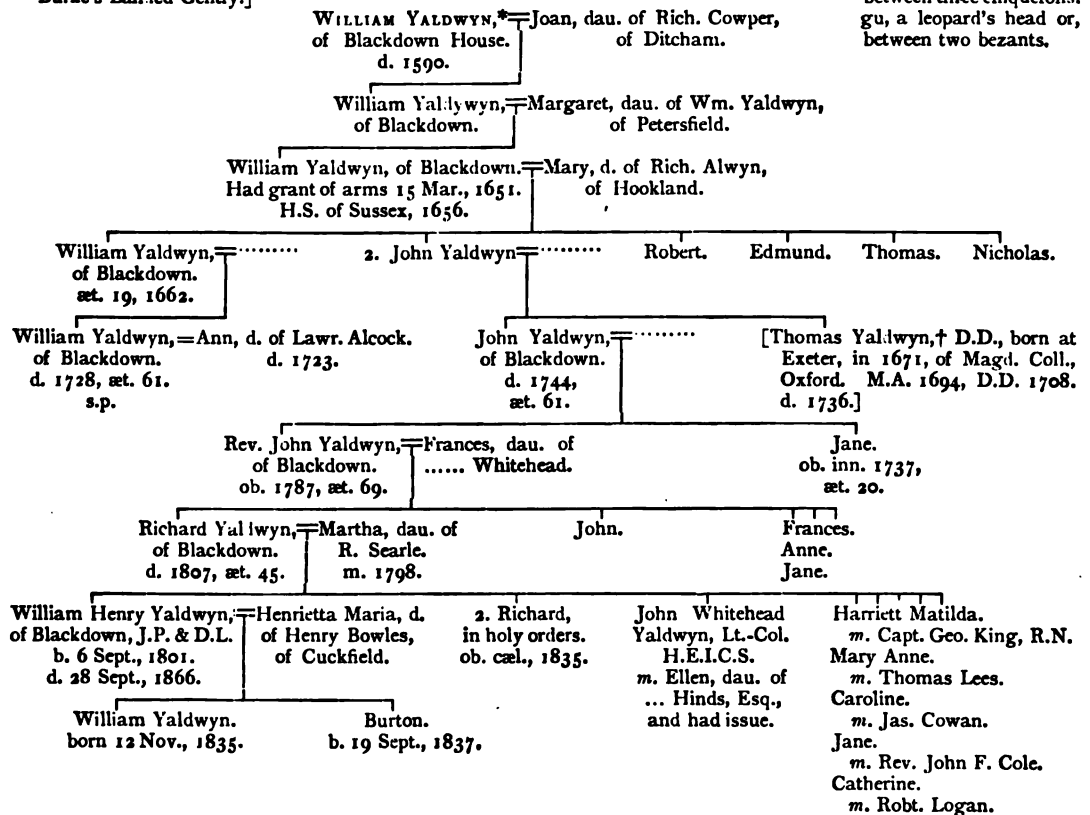 WILLIAM YALDWYN,*=Joan, dau. of Rich. Cowper,
of Blackdown House. of Ditcham.
d. 1590.
gu, a leopard's head or,
between two bezants.
William Yaldywyn,=Margaret, dau. of Wm. Yaldwyn,
of Blackdown. of Petersfield.
William Yaldwyn, of Blackdown.=Mary, d. of Rich. Alwyn,
Had grant of arms 15 Mar., 1651. of Hookland.
H.S. of Sussex, 1656.
William Yaldwyn,=.........
of Blackdown.
æt. 19, 1662.
2. John Yaldwyn=.........
Robert.
Edmund.
Thomas.
Nicholas.
William Yaldwyn,=Ann, d. of Lawr. Alcock.
of Blackdown. d. 1723.
d. 1728, æt. 61.
s.p.
John Yaldwyn,=.........
of Blackdown.
d. 1744,
æt. 61.
[Thomas Yaldwyn,† D.D., born at
Exeter, in 1671, of Magd. Coll.,
Oxford. M.A. 1694, D.D. 1708.
d. 1736.]
Rev. John Yaldwyn,=Frances, dau. of
of Blackdown. ...... Whitehead.
ob. 1787, æt. 69.
Jane.
ob. inn. 1737,
æt. 20.
Richard Yaldwyn,=Martha, dau. of
of Blackdown. R. Searle.
d. 1807, æt. 45. m. 1798.
John.
Frances.
Anne.
Jane.
William Henry Yaldwyn,=Henrietta Maria, d.
of Blackdown, J.P. & D.L. of Henry Bowles,
b. 6 Sept., 1801. of Cuckfield.
d. 28 Sept., 1866.
2. Richard,
in holy orders.
ob. cæl., 1835.
John Whitehead
Yaldwyn, Lt.-Col.
H.E.I.C.S.
m. Ellen, dau. of
... Hinds, Esq.,
and had issue.
Harriett Matilda.
m. Capt. Geo. King, R.N.
Mary Anne.
m. Thomas Lees.
Caroline.
m. Jas. Cowan.
Jane.
m. Rev. John F. Cole.
Catherine.
m. Robt. Logan.
William Yaldwyn.
born 12 Nov., 1835.
Burton.
b. 19 Sept., 1837.